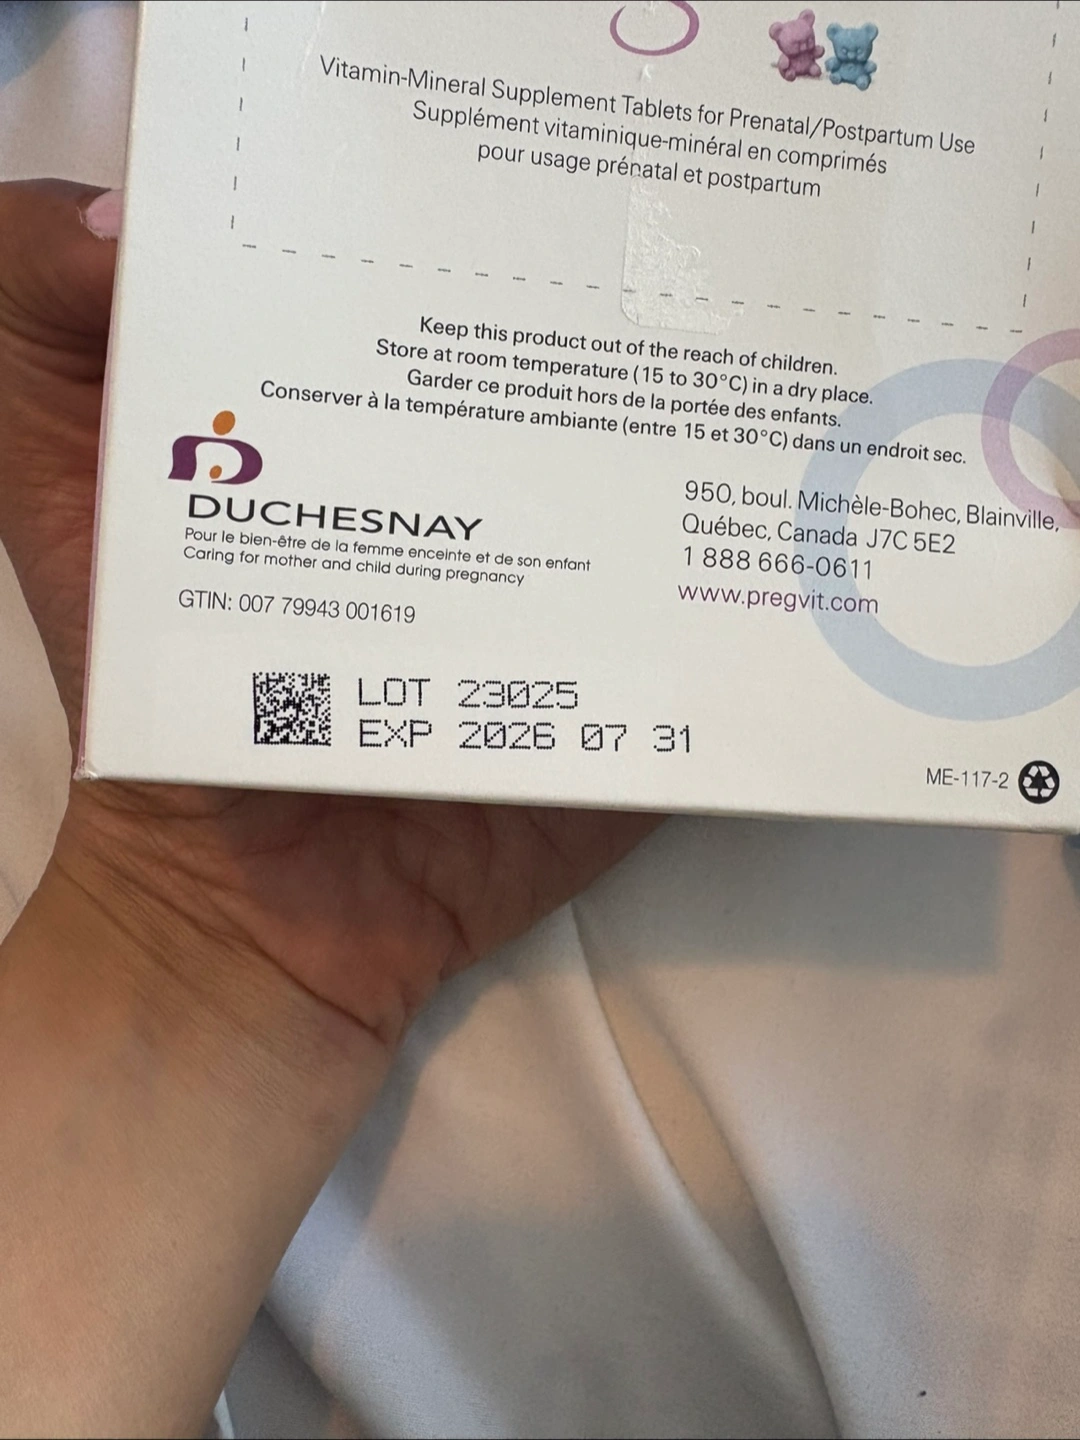 Vitamin-Mineral Supplement Tablets for Prenatal/Postpartum Use
Supplément vitaminique-minéral en comprimés
pour usage prénatal et postpartum
Keep this product out of the reach of children.
Store at room temperature (15 to 30°C) in a dry place.
Garder ce produit hors de la portée des enfants.
Conserver à la température ambiante (entre 15 et 30°C) dans un endroit sec.
DUCHESNAY
Pour le bien-être de la femme enceinte et de son enfant
Caring for mother and child during pregnancy
GTIN: 007 79943 001619
950, boul. Michèle-Bohec, Blainville,
Québec, Canada J7C 5E2
1 888 666-0611
www.pregvit.com
LOT 23025
EXP 2026 07 31
ME-117-2